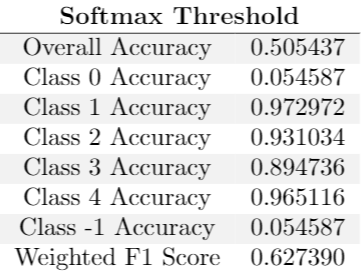 Softmax Threshold
Overall Accuracy 0.505437
Class 0 Accuracy 0.054587
Class 1 Accuracy 0.972972
Class 2 Accuracy 0.931034
Class 3 Accuracy 0.894736
Class 4 Accuracy 0.965116
Class -1 Accuracy 0.054587
Weighted F1 Score 0.627390